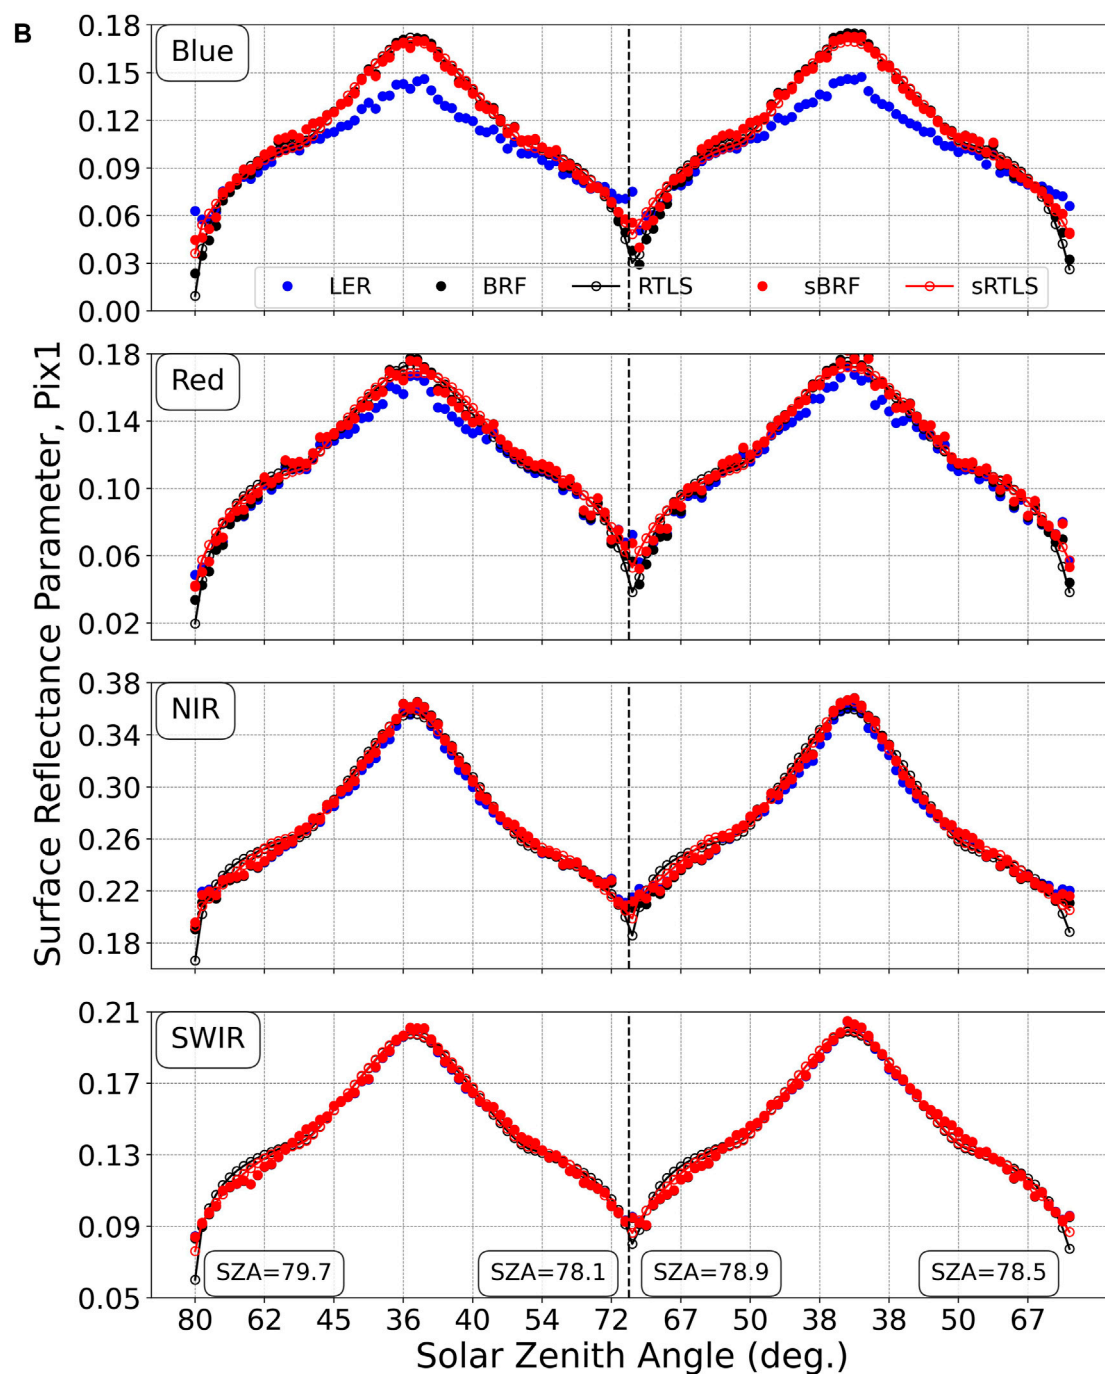 B
Surface Reflectance Parameter, Pix1
0.18
0.15
0.12
0.09
0.06
0.03
0.00
Blue
LER BRF RTLS sBRF sRTLS
0.18
0.14
0.10
0.06
0.02
Red
0.38
0.34
0.30
0.26
0.22
0.18
NIR
0.21
0.17
0.13
0.09
0.05
SWIR
SZA=79.7 SZA=78.1 SZA=78.9 SZA=78.5
80 62 45 36 40 54 72 67 50 38 38 50 67
Solar Zenith Angle (deg.)